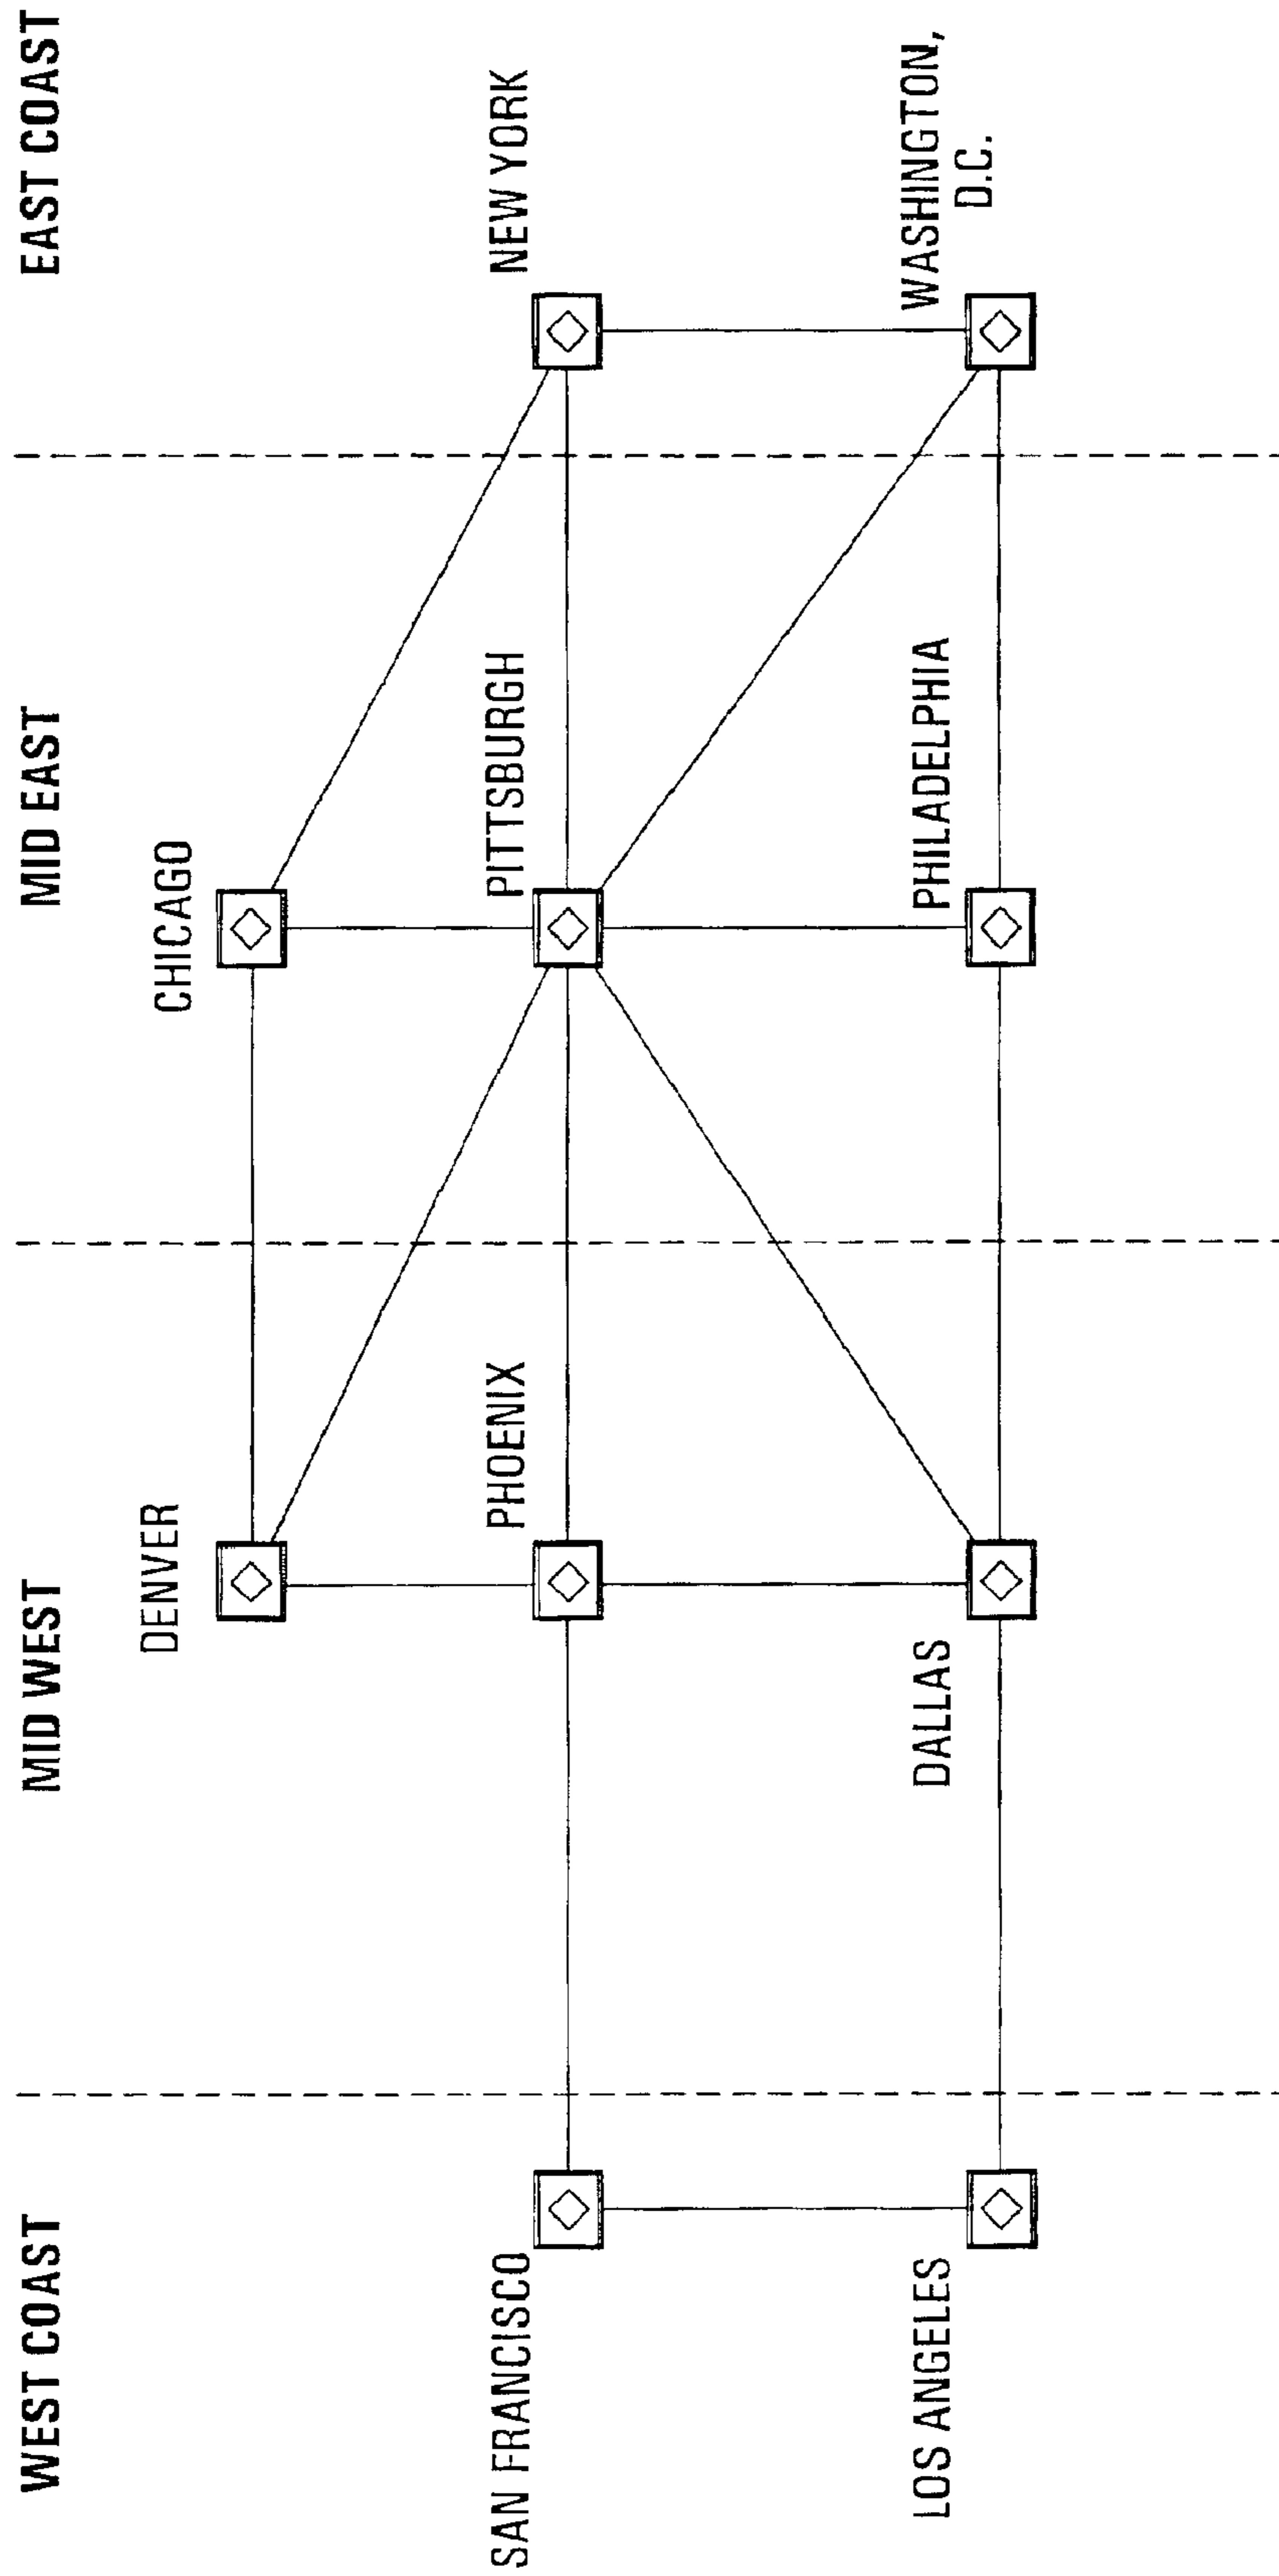 WEST COAST
MID WEST
MID EAST
EAST COAST
DENVER
CHICAGO
SAN FRANCISCO
PHOENIX
PITTSBURGH
NEW YORK
LOS ANGELES
DALLAS
PHILADELPHIA
WASHINGTON,
D.C.